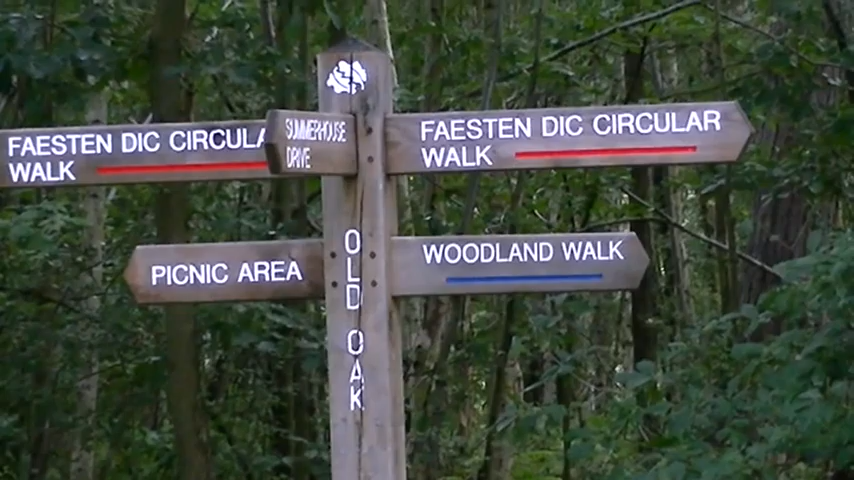 FAESTEN DIC CIRCULA
WALK
SUMMERHOUSE
DRIVE
FAESTEN DIC CIRCULAR
WALK
PICNIC AREA
WOODLAND WALK
OLD OAK